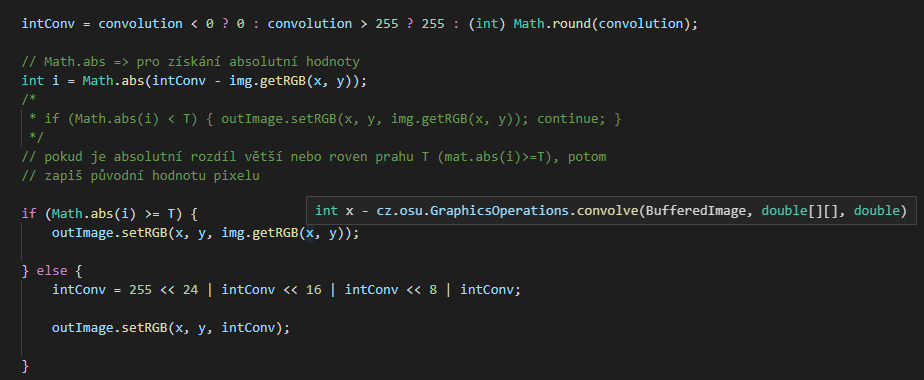 intConv = convolution < 0 ? 0 : convolution > 255 ? 255 : (int) Math.round(convolution);
// Math.abs => pro získání absolutní hodnoty
int i = Math.abs(intConv - img.getRGB(x, y));
/*
* if (Math.abs(i) < T) { outImage.setRGB(x, y, img.getRGB(x, y)); continue; }
*/
// pokud je absolutní rozdíl větší nebo roven prahu T (mat.abs(i)>=T), potom
// zapiš původní hodnotu pixelu
if (Math.abs(i) >= T) {
int x - cz.osu.GraphicsOperations.convolve(BufferedImage, double[][], double)
outImage.setRGB(x, y, img.getRGB(x, y));
} else {
intConv = 255 << 24 | intConv << 16 | intConv << 8 | intConv;
outImage.setRGB(x, y, intConv);
}